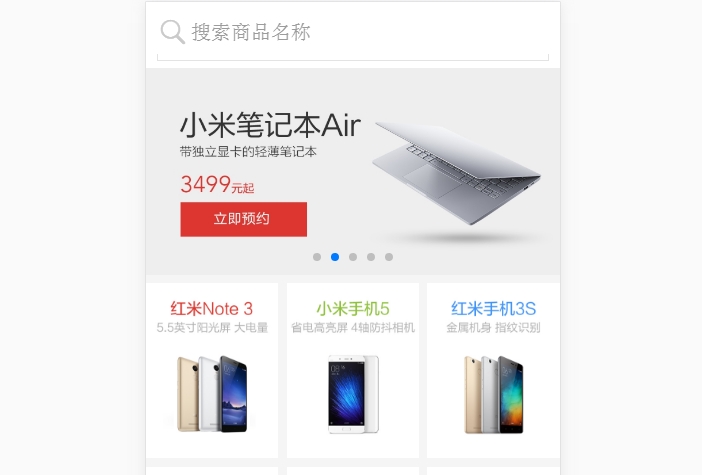 搜索商品名称
小米笔记本Air
带独立显卡的轻薄笔记本
3499元起
立即预约
红米Note 3
5.5英寸阳光屏 大电量
小米手机5
省电高亮屏 4轴防抖相机
红米手机3S
金属机身 指纹识别